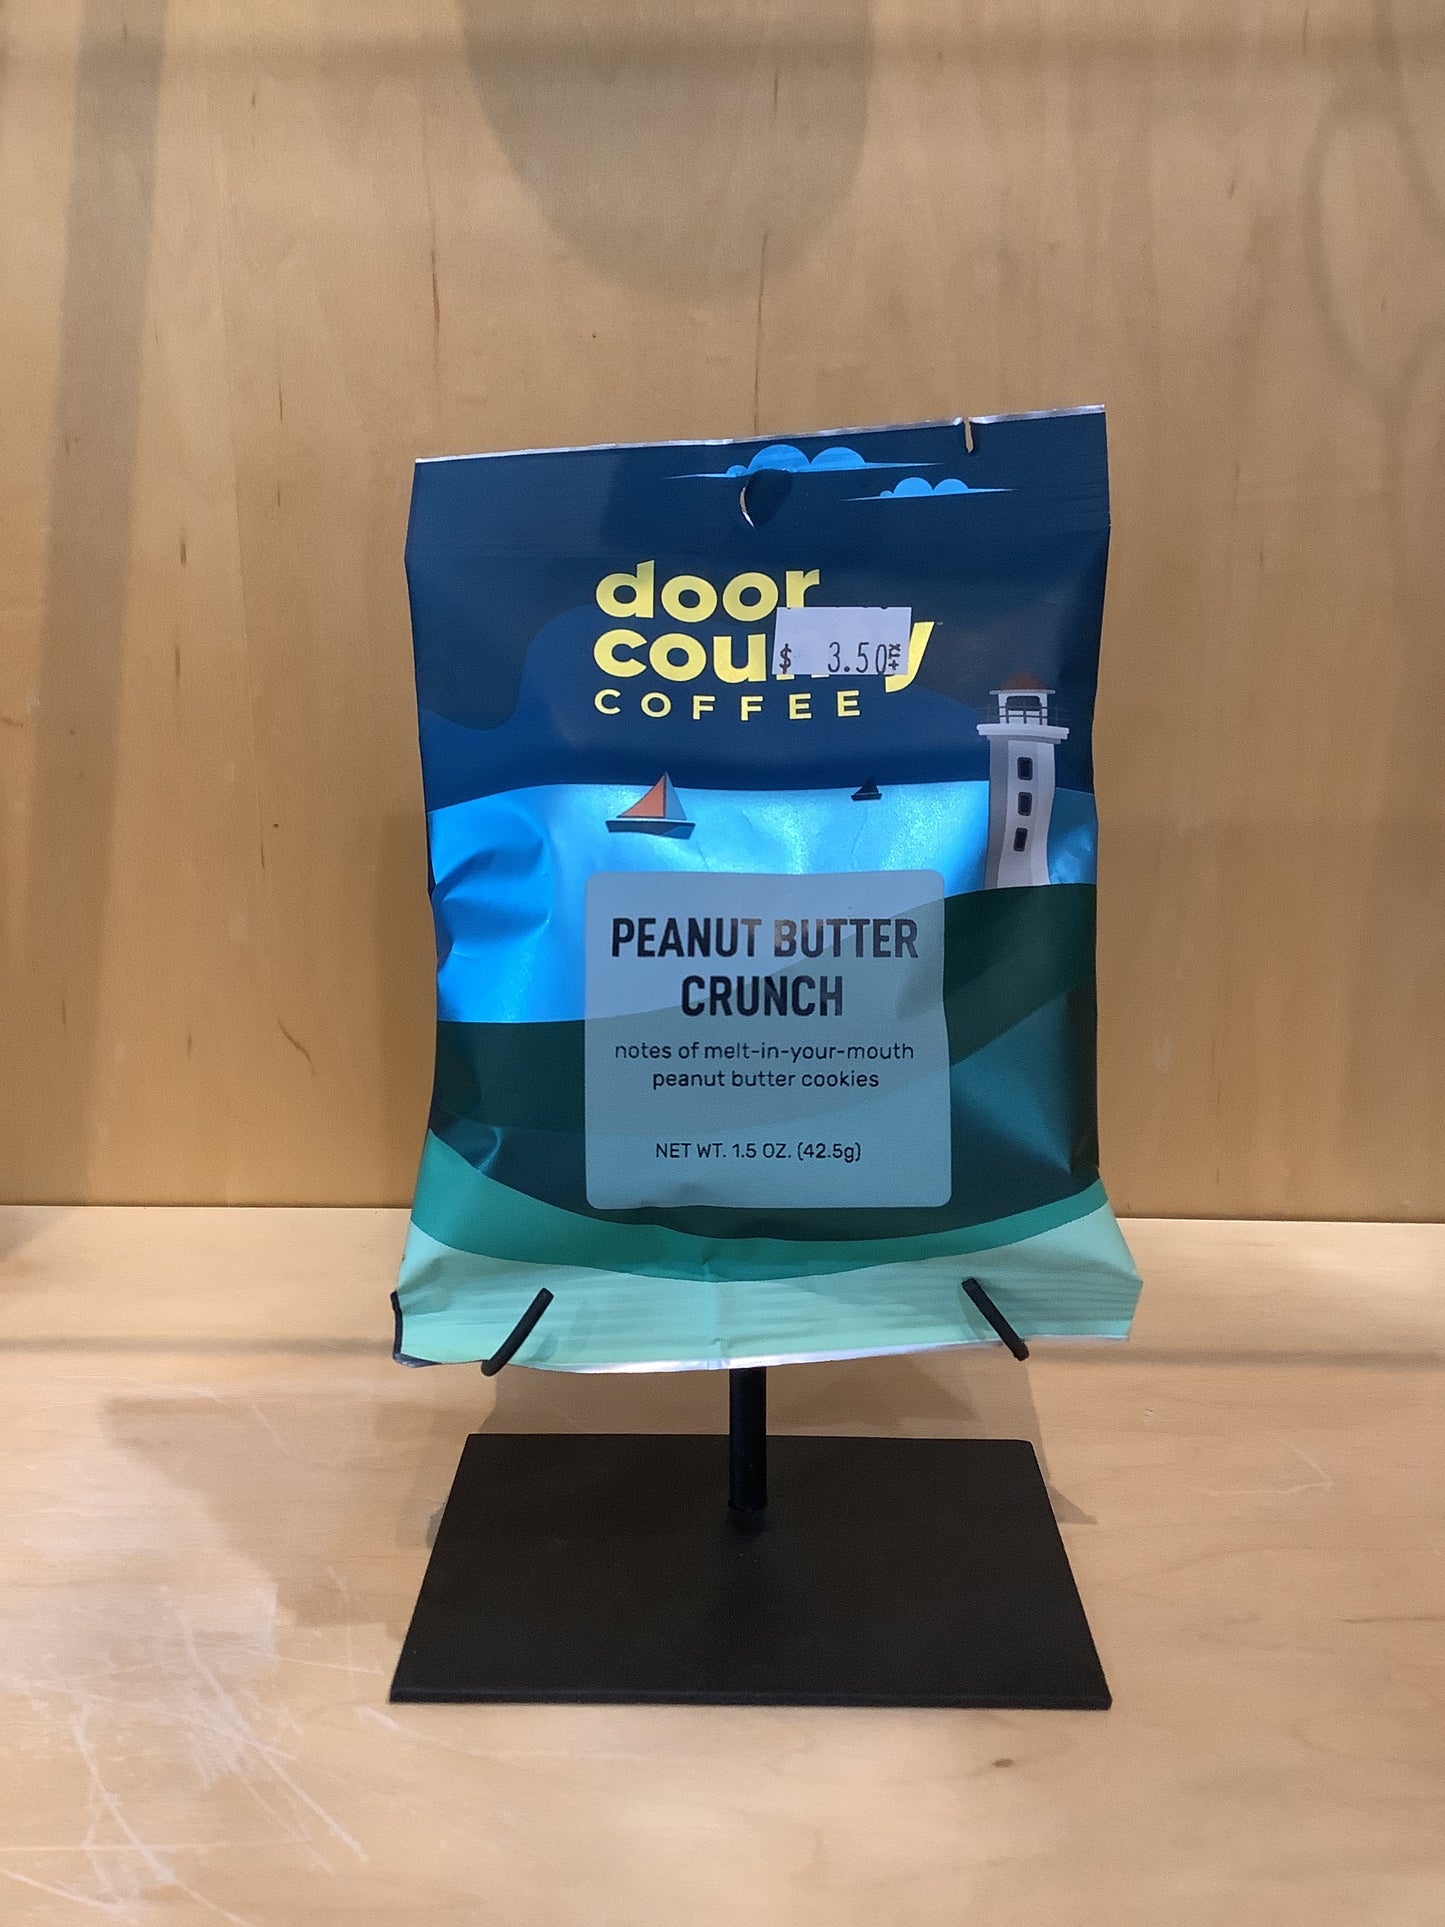 door
county
COFFEE
$ 3.50
PEANUT BUTTER
CRUNCH
notes of melt-in-your-mouth
peanut butter cookies
NET WT. 1.5 OZ. (42.5g)